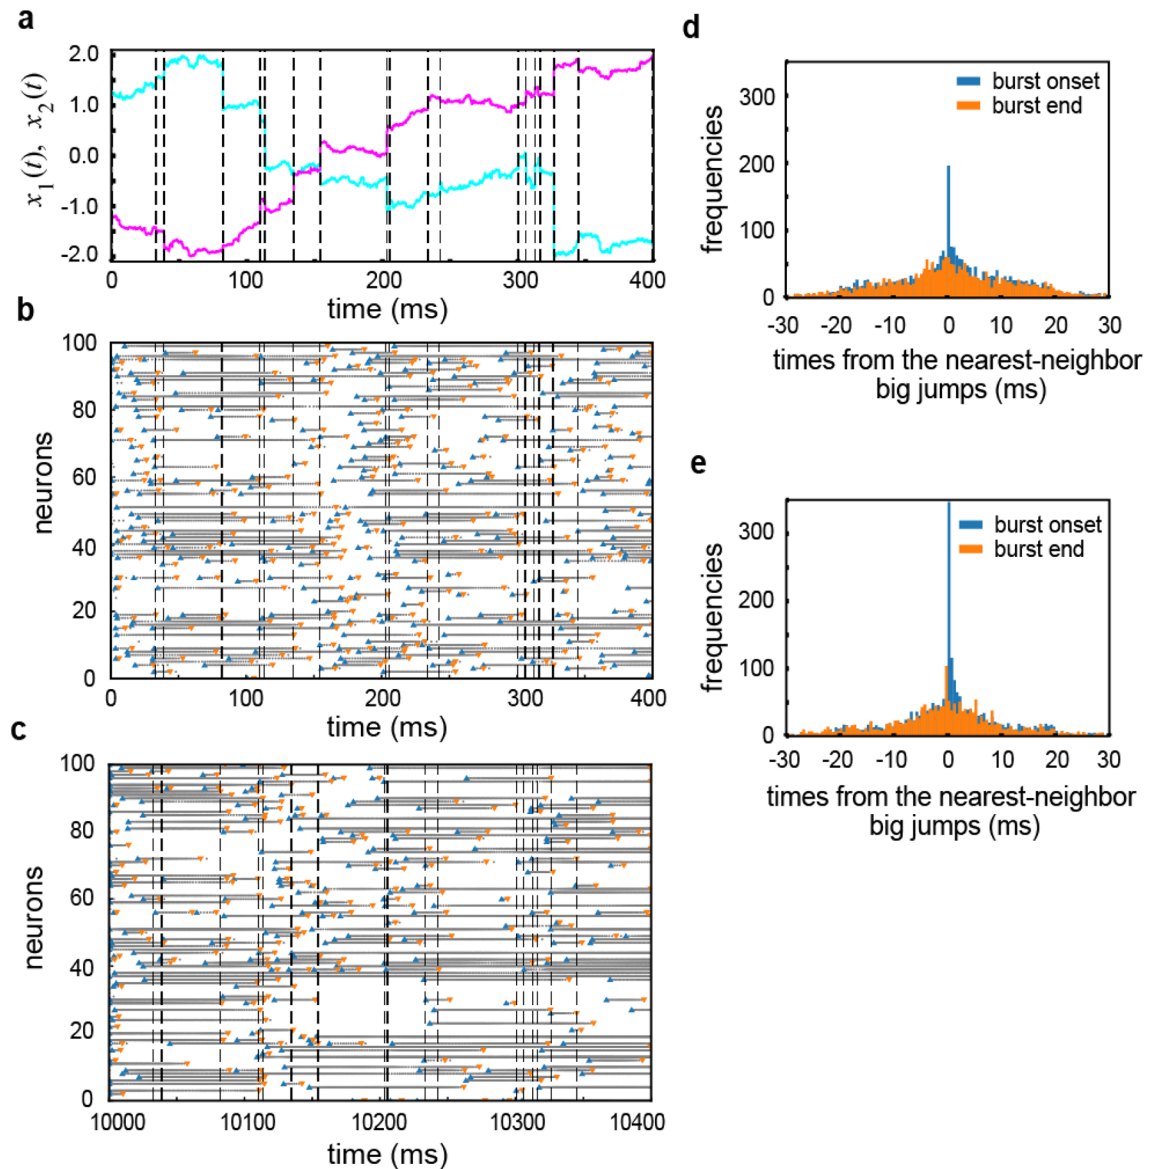 a
x₁(t), x₂(t)
2.0
1.0
0.0
-1.0
-2.0
0 100 200 300 400
time (ms)
b
neurons
100
80
60
40
20
0
0 100 200 300 400
time (ms)
c
neurons
100
80
60
40
20
0
10000 10100 10200 10300 10400
time (ms)
d
frequencies
300
200
100
0
burst onset
burst end
-30 -20 -10 0 10 20 30
times from the nearest-neighbor
big jumps (ms)
e
frequencies
300
200
100
0
burst onset
burst end
-30 -20 -10 0 10 20 30
times from the nearest-neighbor
big jumps (ms)